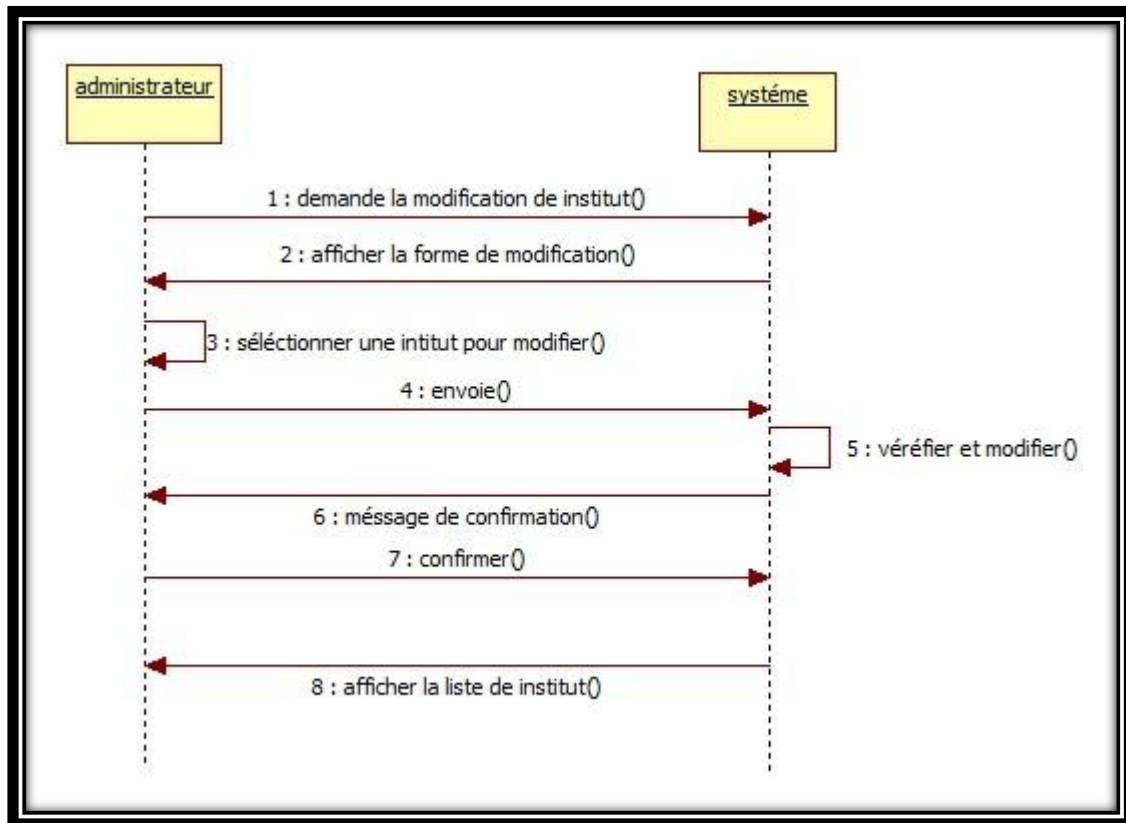 administrateur
systéme
1 : demande la modification de institut()
2 : afficher la forme de modification()
3 : séléctionner une intitut pour modifier()
4 : envoie()
5 : véréfier et modifier()
6 : méssage de confirmation()
7 : confirmer()
8 : afficher la liste de institut()